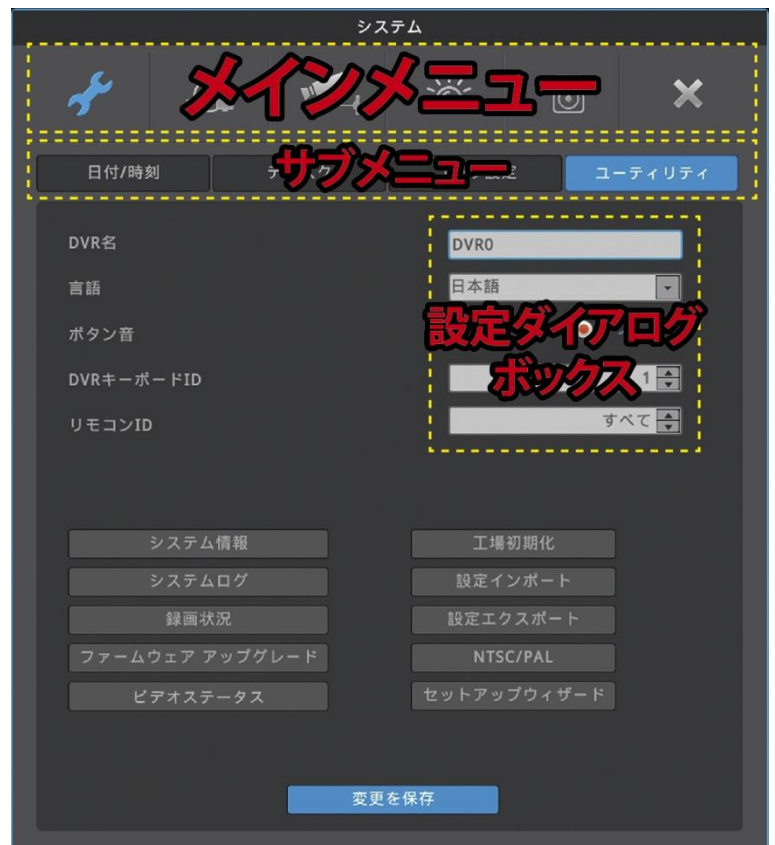 システム
メインメニュー
日付/時刻
サブメニュー
ユーティリティ
DVR名
DVR0
言語
日本語
ボタン音
設定ダイアログ
ボックス
DVRキーボードID
1
リモコンID
すべて
システム情報
工場初期化
システムログ
設定インポート
録画状況
設定エクスポート
ファームウェア アップグレード
NTSC/PAL
ビデオステータス
セットアップウィザード
変更を保存